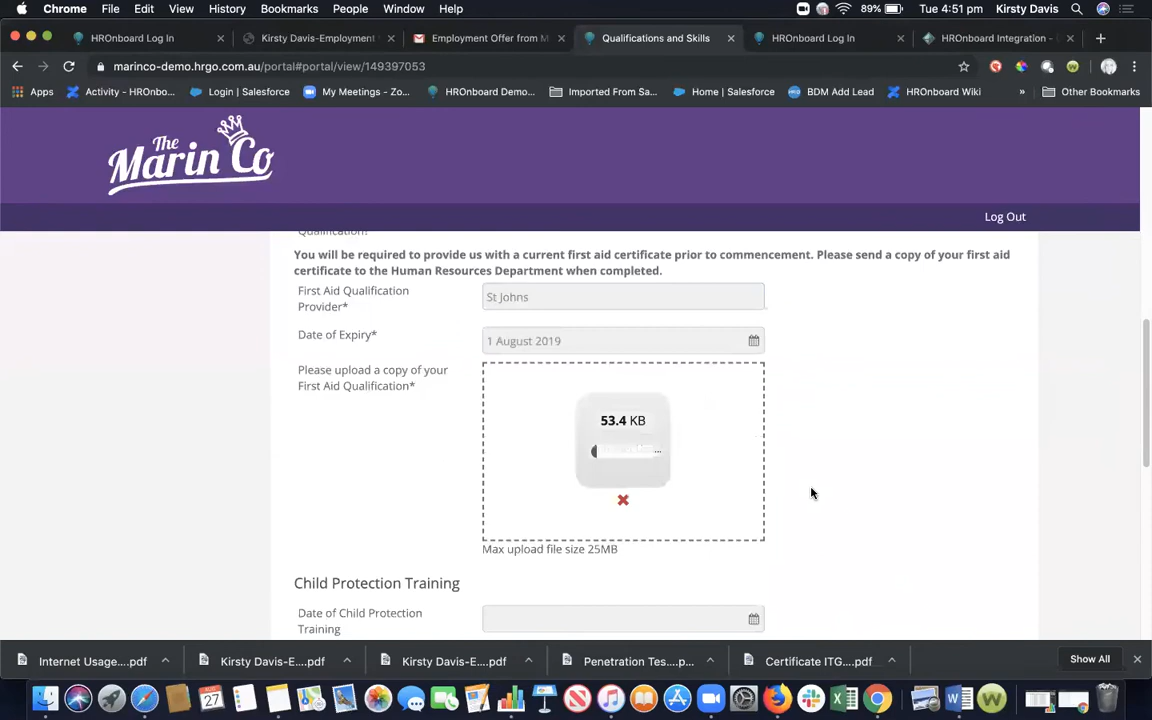 Chrome File Edit View History Bookmarks People Window Help 89% Tue 4:51 pm Kirsty Davis
HROnboard Log In Kirsty Davis-Employment Employment Offer from M Qualifications and Skills HROnboard Log In HROnboard Integration -
marinco-demo.hrgo.com.au/portal#portal/view/149397053
Apps Activity - HROnbo... Login | Salesforce My Meetings - Zo... HROnboard Demo... Imported From Sa... Home | Salesforce BDM Add Lead HROnboard Wiki » Other Bookmarks
The
Marin Co
Log Out
Qualification?
You will be required to provide us with a current first aid certificate prior to commencement. Please send a copy of your first aid
certificate to the Human Resources Department when completed.
First Aid Qualification
Provider*
St Johns
Date of Expiry*
1 August 2019
Please upload a copy of your
First Aid Qualification*
53.4 KB
Max upload file size 25MB
Child Protection Training
Date of Child Protection
Training
Internet Usage....pdf Kirsty Davis-E....pdf Kirsty Davis-E....pdf Penetration Tes....pdf Certificate ITG....pdf Show All